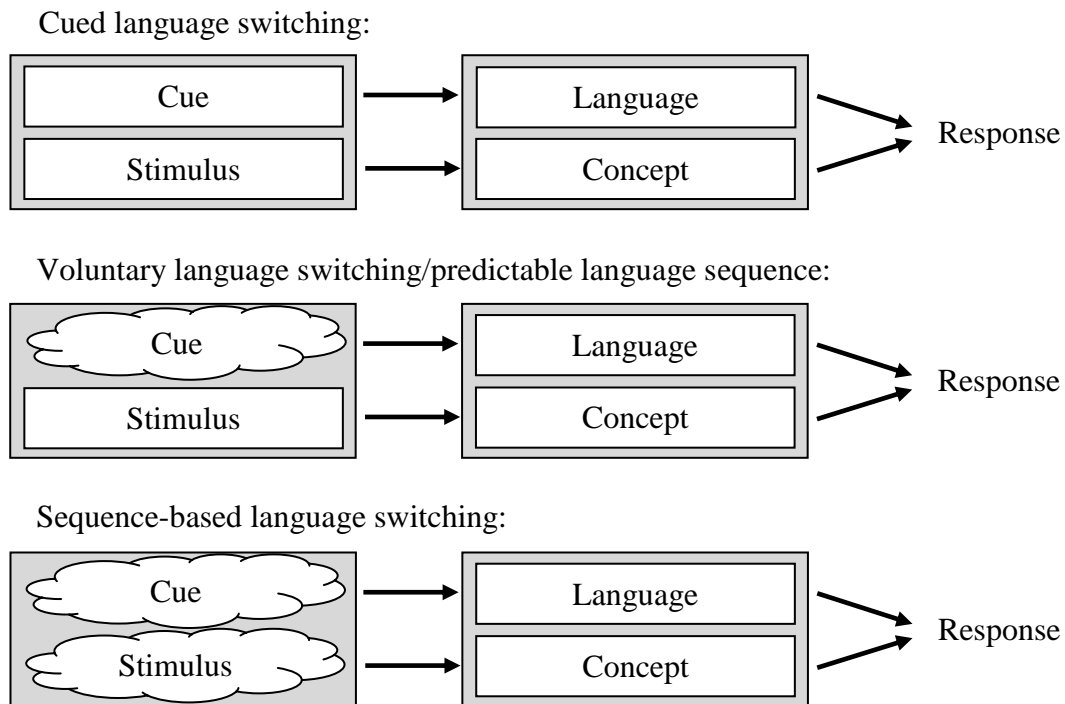 Cued language switching:
Cue
Language
Stimulus
Concept
Response
Voluntary language switching/predictable language sequence:
Cue
Language
Stimulus
Concept
Response
Sequence-based language switching:
Cue
Language
Stimulus
Concept
Response